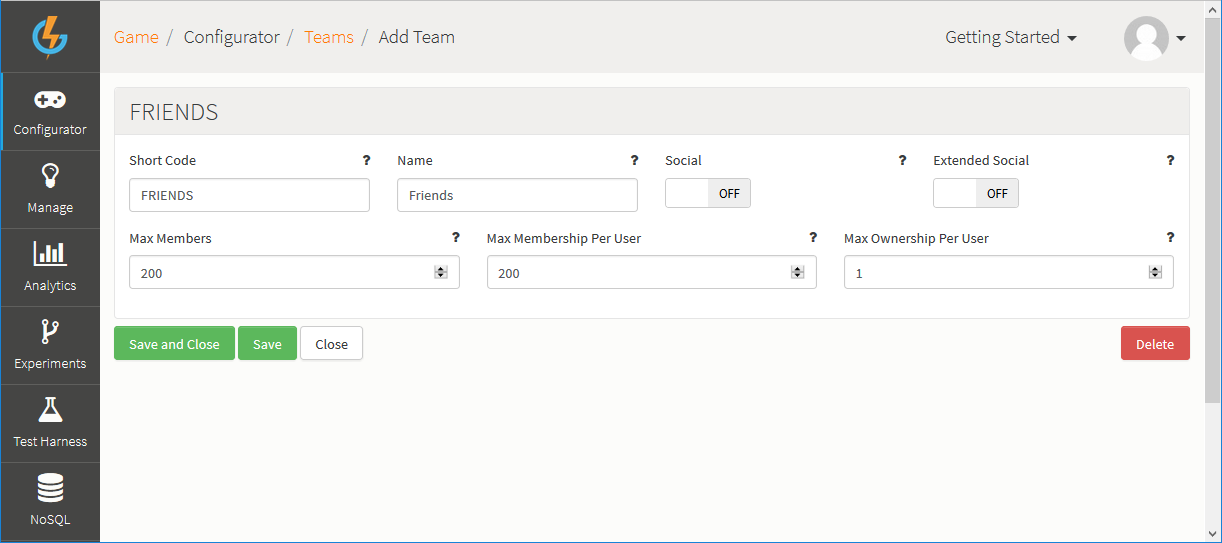 Game / Configurator / Teams / Add Team
Getting Started
Configurator
Manage
Analytics
Experiments
Test Harness
NoSQL
FRIENDS
Short Code ? Name ? Social ? Extended Social ?
FRIENDS Friends OFF OFF
Max Members ? Max Membership Per User ? Max Ownership Per User ?
200 200 1
Save and Close Save Close Delete